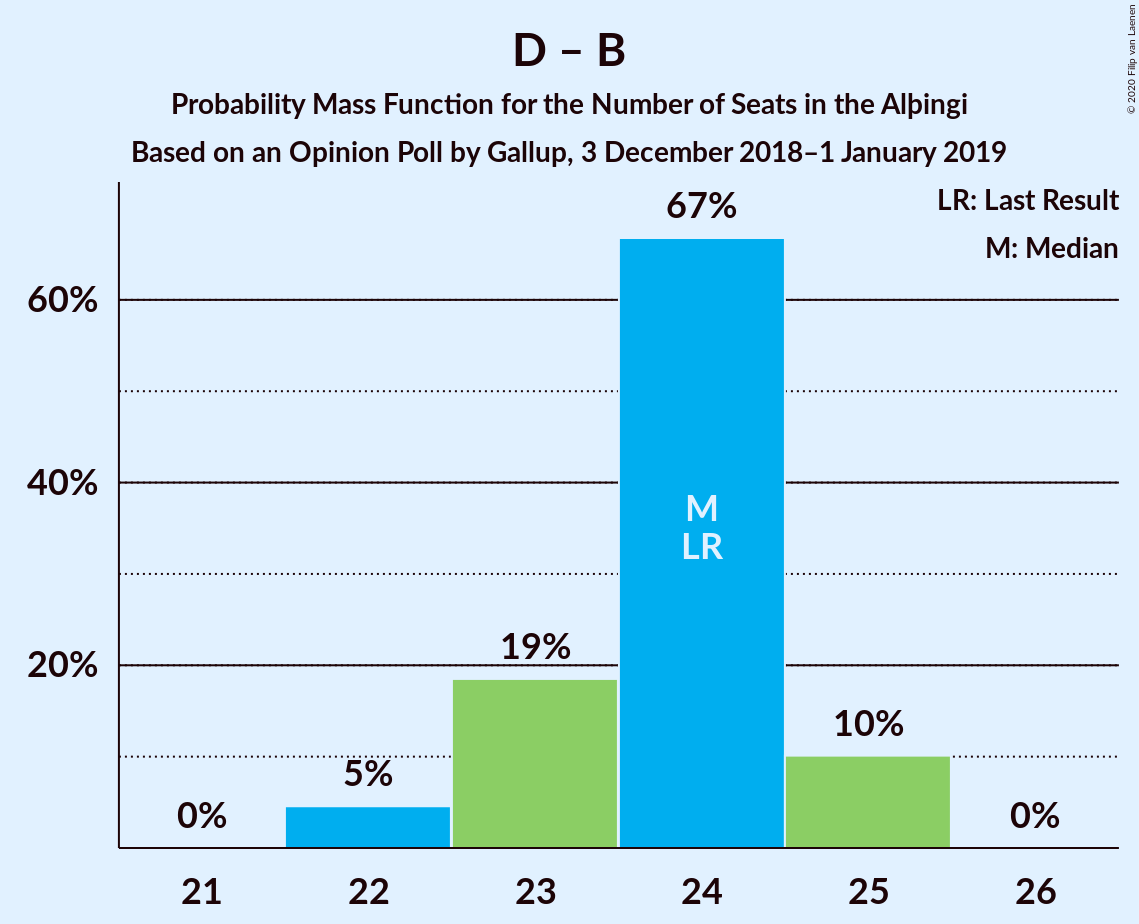 D – B
Probability Mass Function for the Number of Seats in the Alþingi
Based on an Opinion Poll by Gallup, 3 December 2018–1 January 2019
© 2020 Filip van Laenen
LR: Last Result
M: Median
60%
40%
20%
0%
5%
19%
67%
M
LR
10%
0%
21
22
23
24
25
26